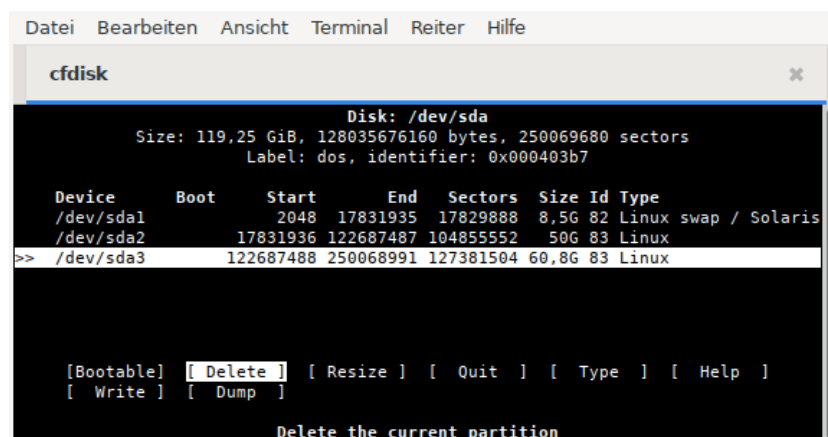 Datei Bearbeiten Ansicht Terminal Reiter Hilfe
cfdisk
Disk: /dev/sda
Size: 119,25 GiB, 128035676160 bytes, 250069680 sectors
Label: dos, identifier: 0x000403b7
Device Boot Start End Sectors Size Id Type
/dev/sda1 2048 17831935 17829888 8,5G 82 Linux swap / Solaris
/dev/sda2 17831936 122687487 104855552 50G 83 Linux
>> /dev/sda3 122687488 250068991 127381504 60,8G 83 Linux
[Bootable] [ Delete ] [ Resize ] [ Quit ] [ Type ] [ Help ]
[ Write ] [ Dump ]
Delete the current partition